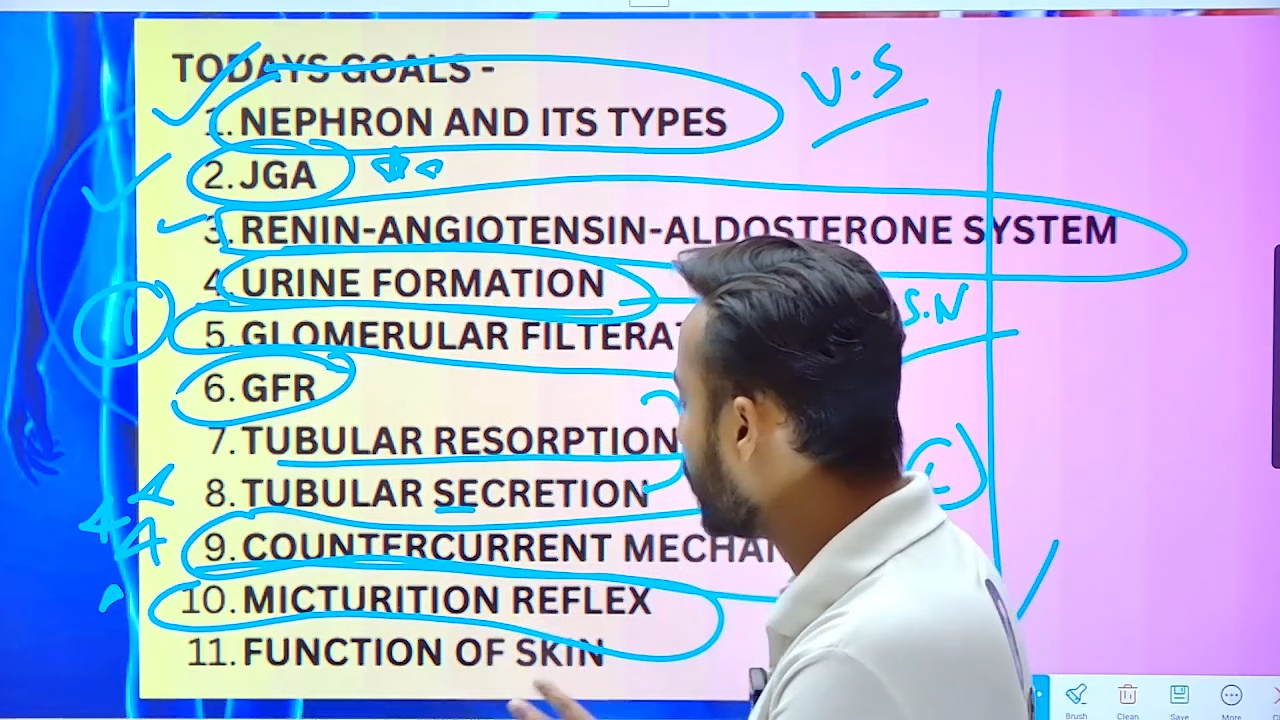 TODAYS GOALS -
1. NEPHRON AND ITS TYPES
V.S
2. JGA
3. RENIN-ANGIOTENSIN-ALDOSTERONE SYSTEM
4. URINE FORMATION
S.N
5. GLOMERULAR FILTERAT
6. GFR
7. TUBULAR RESORPTION
8. TUBULAR SECRETION
9. COUNTERCURRENT MECHA
10. MICTURITION REFLEX
11. FUNCTION OF SKIN
Brush Clean Save More